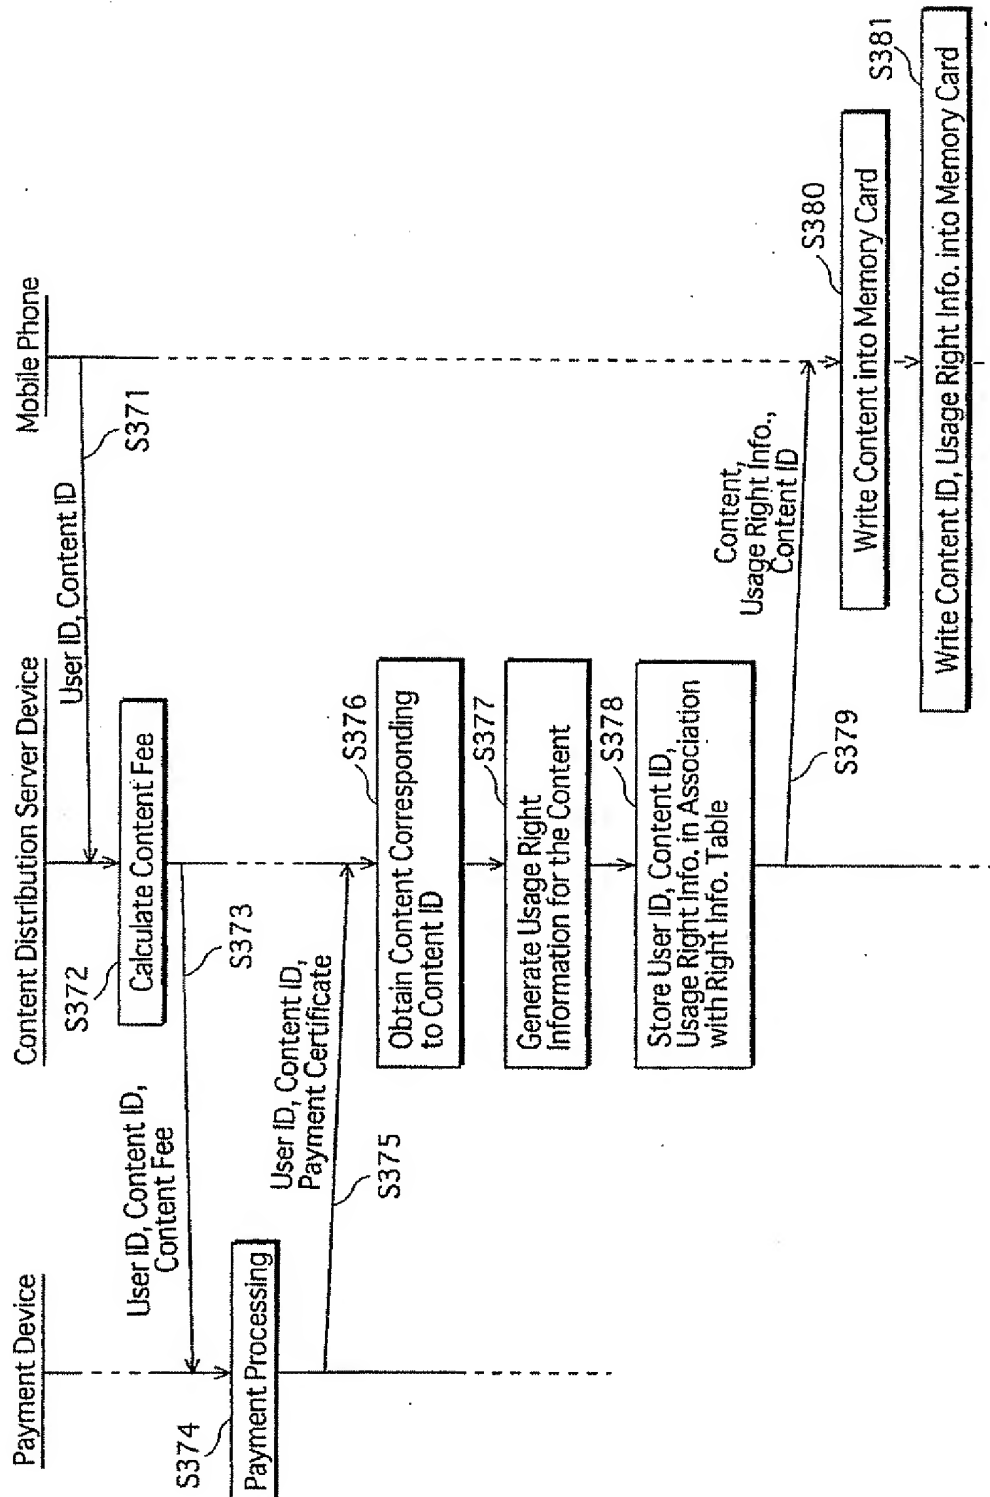 Payment Device
Content Distribution Server Device
Mobile Phone
User ID, Content ID
S371
S372
Calculate Content Fee
User ID, Content ID,
Content Fee
S373
S374
Payment Processing
User ID, Content ID,
Payment Certificate
S375
S376
Obtain Content Corresponding
to Content ID
S377
Generate Usage Right
Information for the Content
S378
Store User ID, Content ID,
Usage Right Info. in Association
with Right Info. Table
Content,
Usage Right Info.,
Content ID
S379
S380
Write Content into Memory Card
S381
Write Content ID, Usage Right Info. into Memory Card